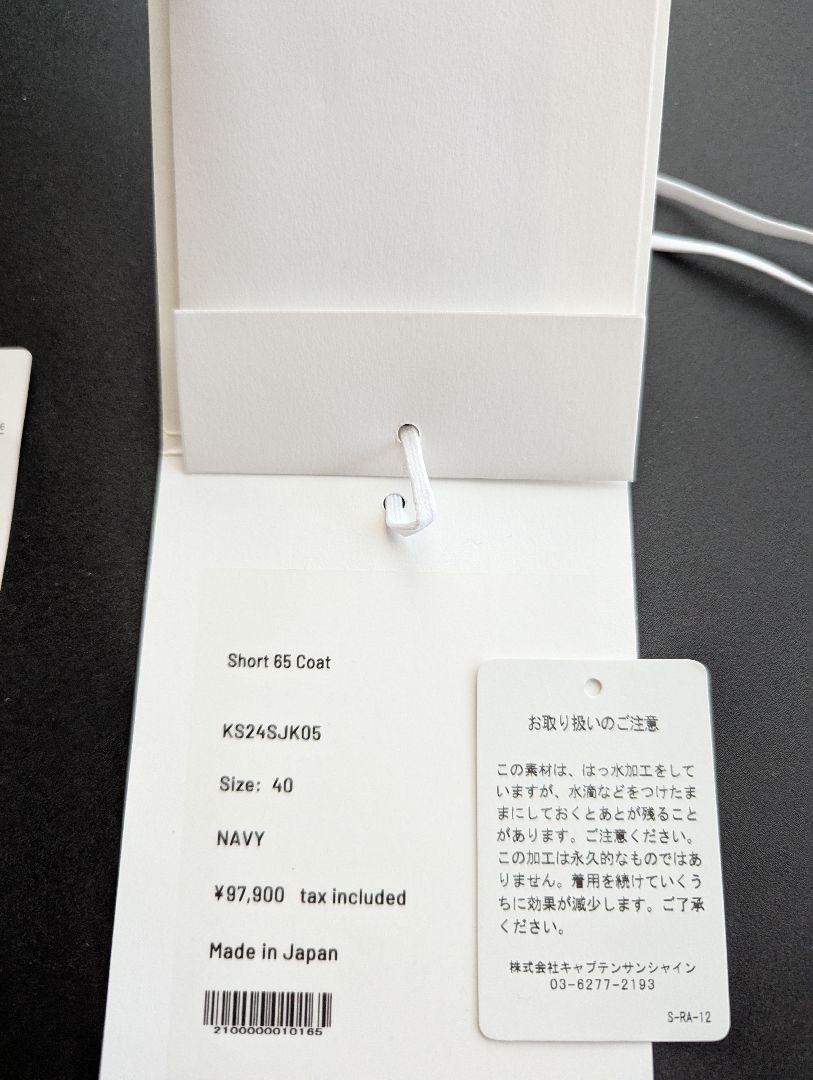 Short 65 Coat
KS24SJK05
Size: 40
NAVY
¥97,900 tax included
Made in Japan
2100000010165
お取り扱いのご注意
この素材は、はっ水加工をして
いますが、水滴などをつけたま
まにしておくとあとが残ること
があります。ご注意ください。
この加工は永久的なものではあ
りません。着用を続けていくう
ちに効果が減少します。ご了承
ください。
株式会社キャプテンサンシャイン
03-6277-2193
S-RA-12